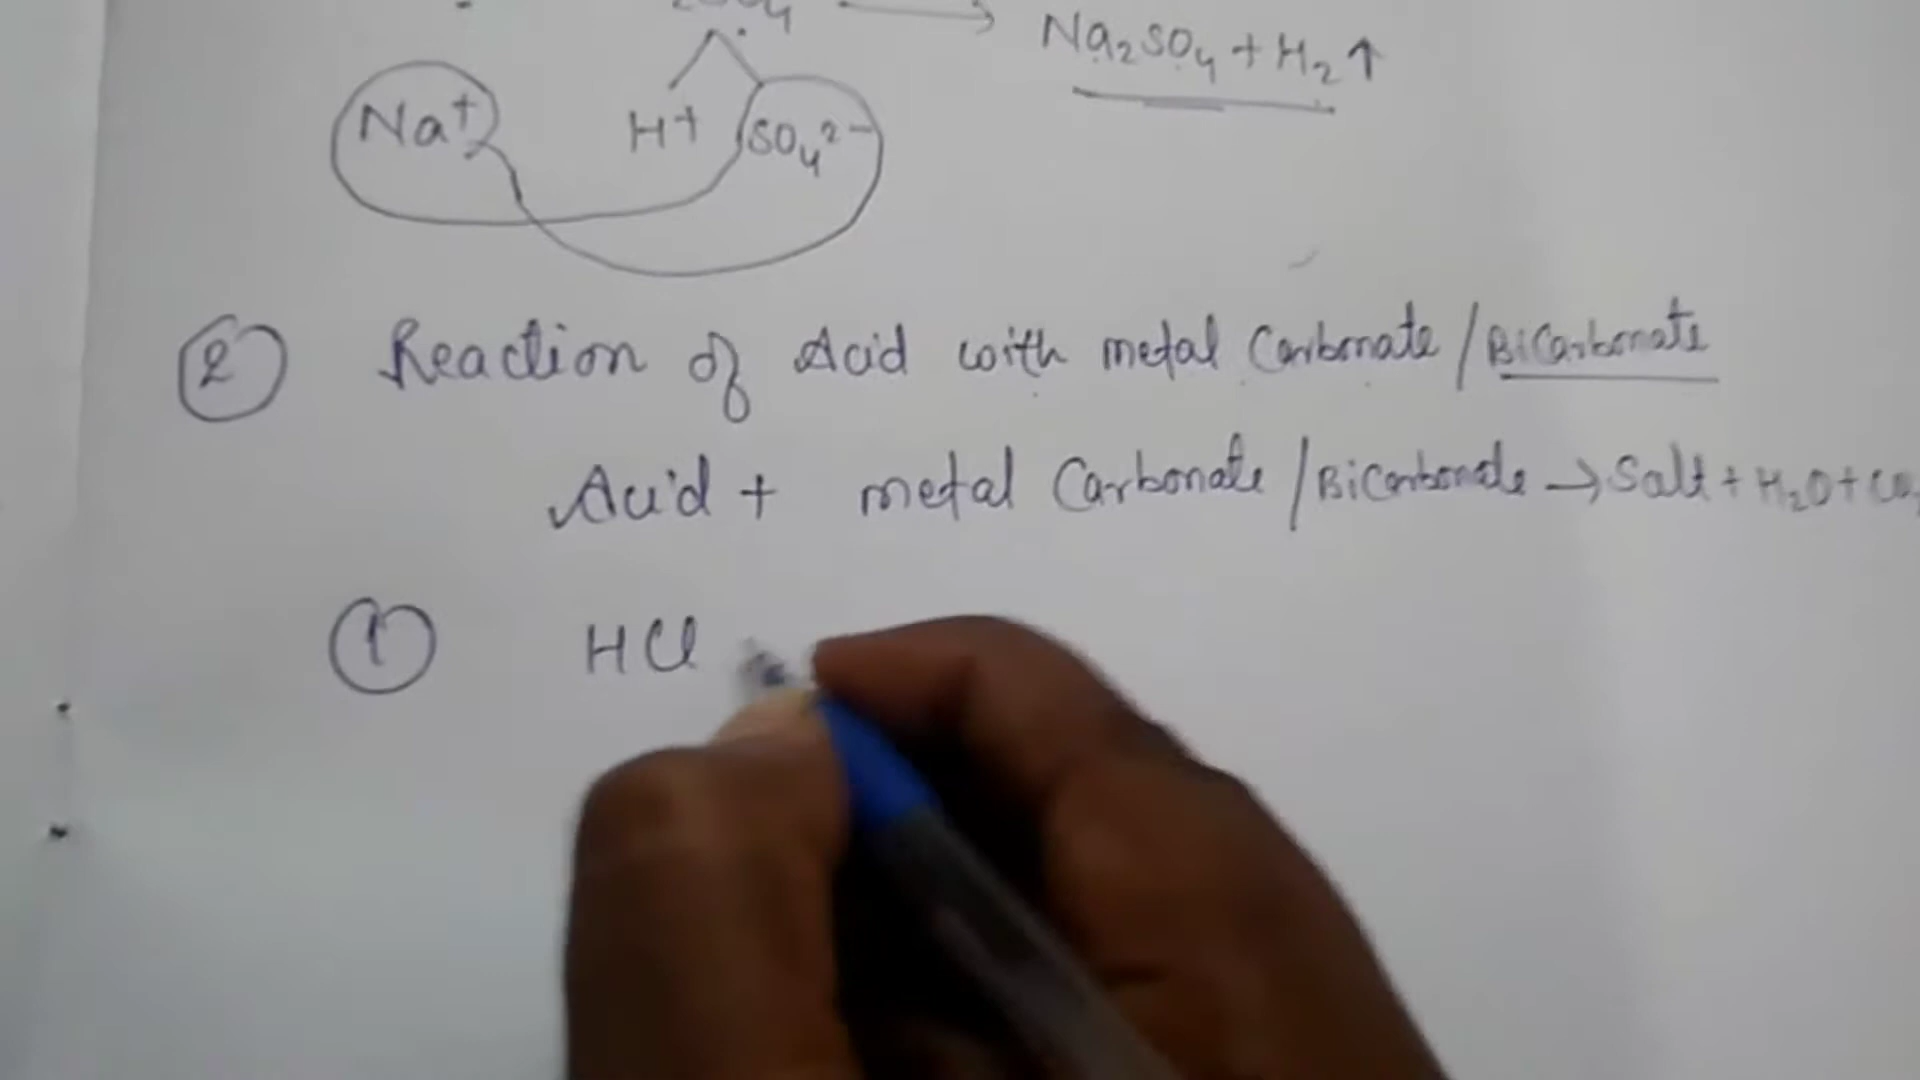 Na₂SO₄ + H₂ ↑
Na⁺ H⁺ SO₄²⁻
② Reaction of Acid with metal Carbonate / BiCarbonate
Acid + metal Carbonate / BiCarbonate → Salt + H₂O + CO
① HCl